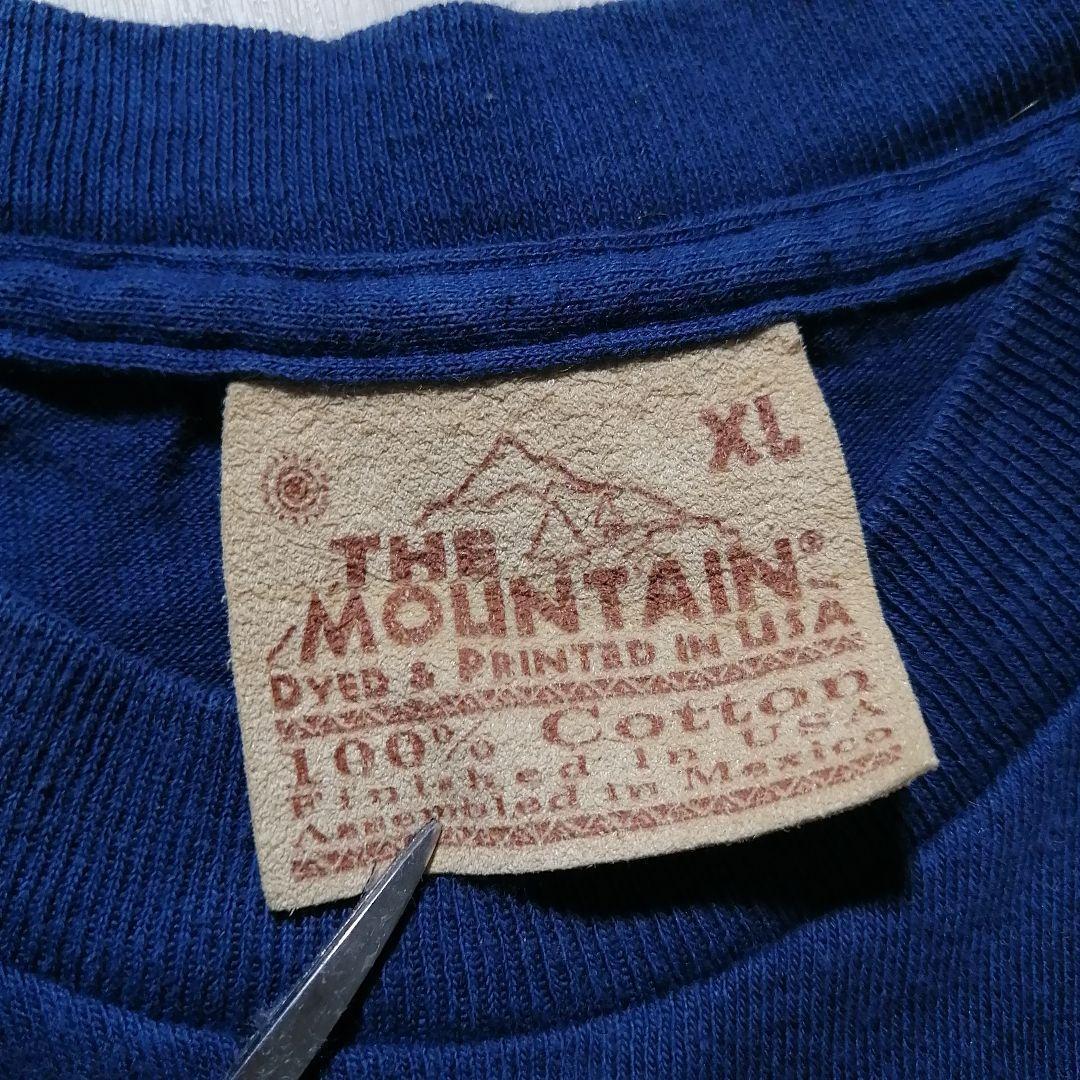 XL
THE
MOUNTAIN®
DYED & PRINTED IN USA
100% Cotton
Finished in USA
Assembled in Mexico